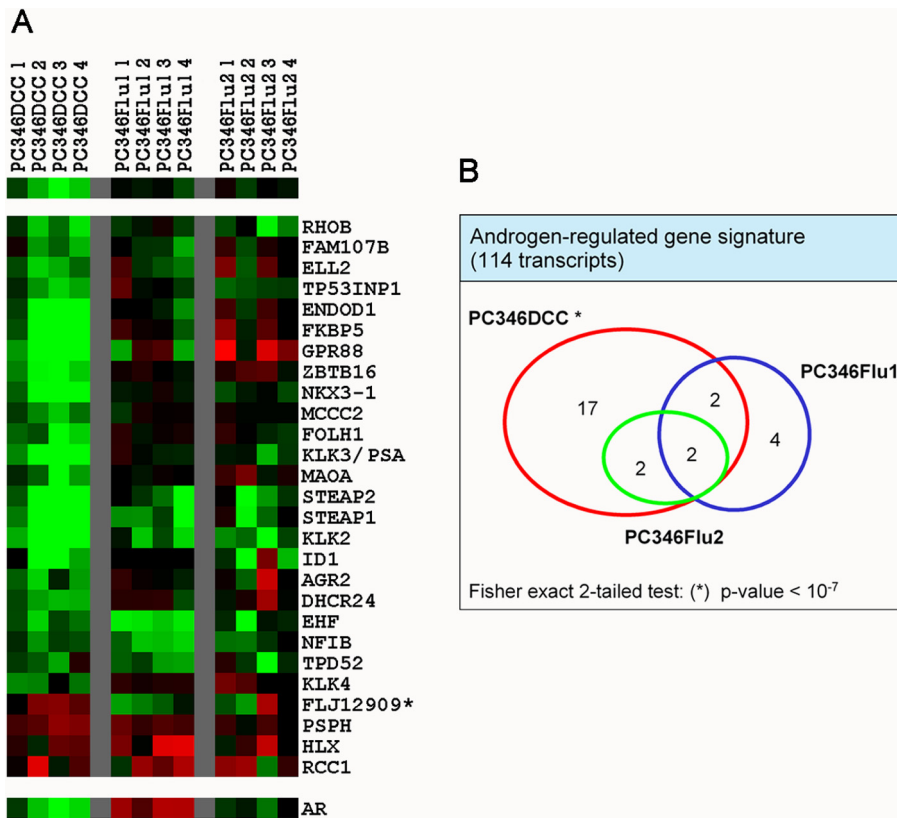 A
PC346DCC 1
PC346DCC 2
PC346DCC 3
PC346DCC 4
PC346Flu1 1
PC346Flu1 2
PC346Flu1 3
PC346Flu1 4
PC346Flu2 1
PC346Flu2 2
PC346Flu2 3
PC346Flu2 4
RHOB
FAM107B
ELL2
TP53INP1
ENDOD1
FKBP5
GPR88
ZBTB16
NKX3-1
MCCC2
FOLH1
KLK3/PSA
MAOA
STEAP2
STEAP1
KLK2
ID1
AGR2
DHCR24
EHF
NFIB
TPD52
KLK4
FLJ12909*
PSPH
HLX
RCC1
AR
B
Androgen-regulated gene signature
(114 transcripts)
PC346DCC *
PC346Flu1
17
2
4
2
2
PC346Flu2
Fisher exact 2-tailed test: (*) p-value < 10⁻⁷